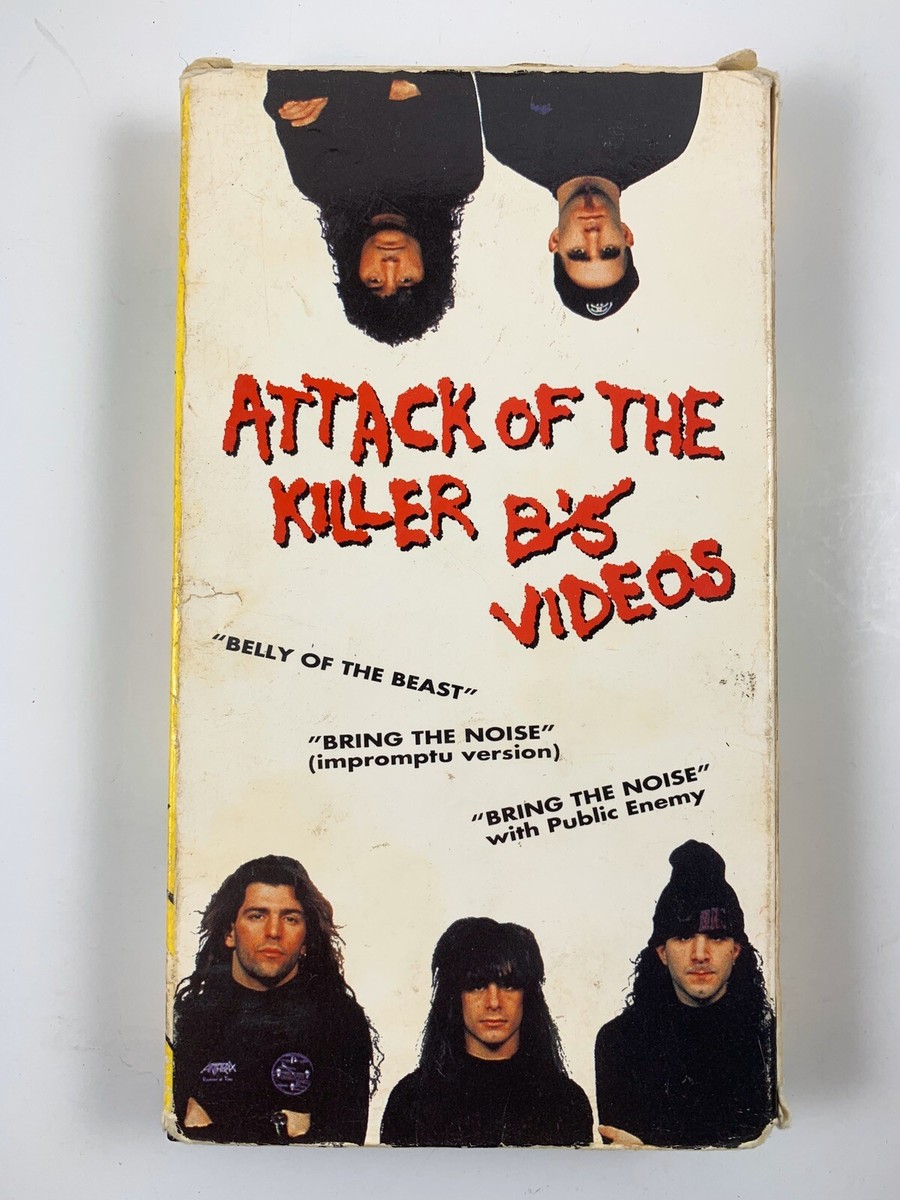 ATTACK OF THE
KILLER B'S
VIDEOS
"BELLY OF THE BEAST"
"BRING THE NOISE"
(impromptu version)
"BRING THE NOISE"
with Public Enemy
ANTHRAX